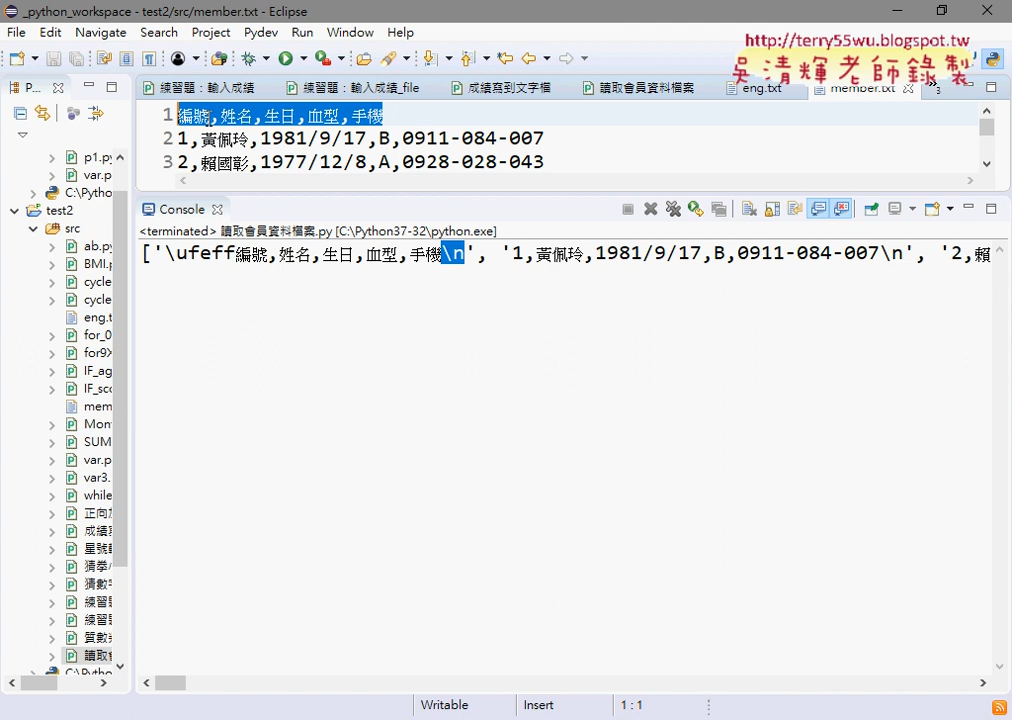 _python_workspace - test2/src/member.txt - Eclipse
File Edit Navigate Search Project Pydev Run Window Help
http://terry55wu.blogspot.tw
吳清輝老師錄製
P...
練習題：輸入成績 練習題：輸入成績_file 成績寫到文字檔 讀取會員資料檔案 eng.txt member.txt 3
1 編號,姓名,生日,血型,手機
2 1,黃佩玲,1981/9/17,B,0911-084-007
3 2,賴國彰,1977/12/8,A,0928-028-043
p1.py
var.p
C:\Pytho
test2
src
ab.py
BMI.p
cycle
cycle
eng.t
for_0
for9X
IF_ag
IF_sco
mem
Mon
SUM
var.p
var3.
while
正向加
成績
星號
猜拳
猜數字
練習題
練習題
質數
讀取會
C:\Pytho
Console
<terminated> 讀取會員資料檔案.py [C:\Python37-32\python.exe]
['\ufeff編號,姓名,生日,血型,手機\n', '1,黃佩玲,1981/9/17,B,0911-084-007\n', '2,賴
Writable Insert 1 : 1